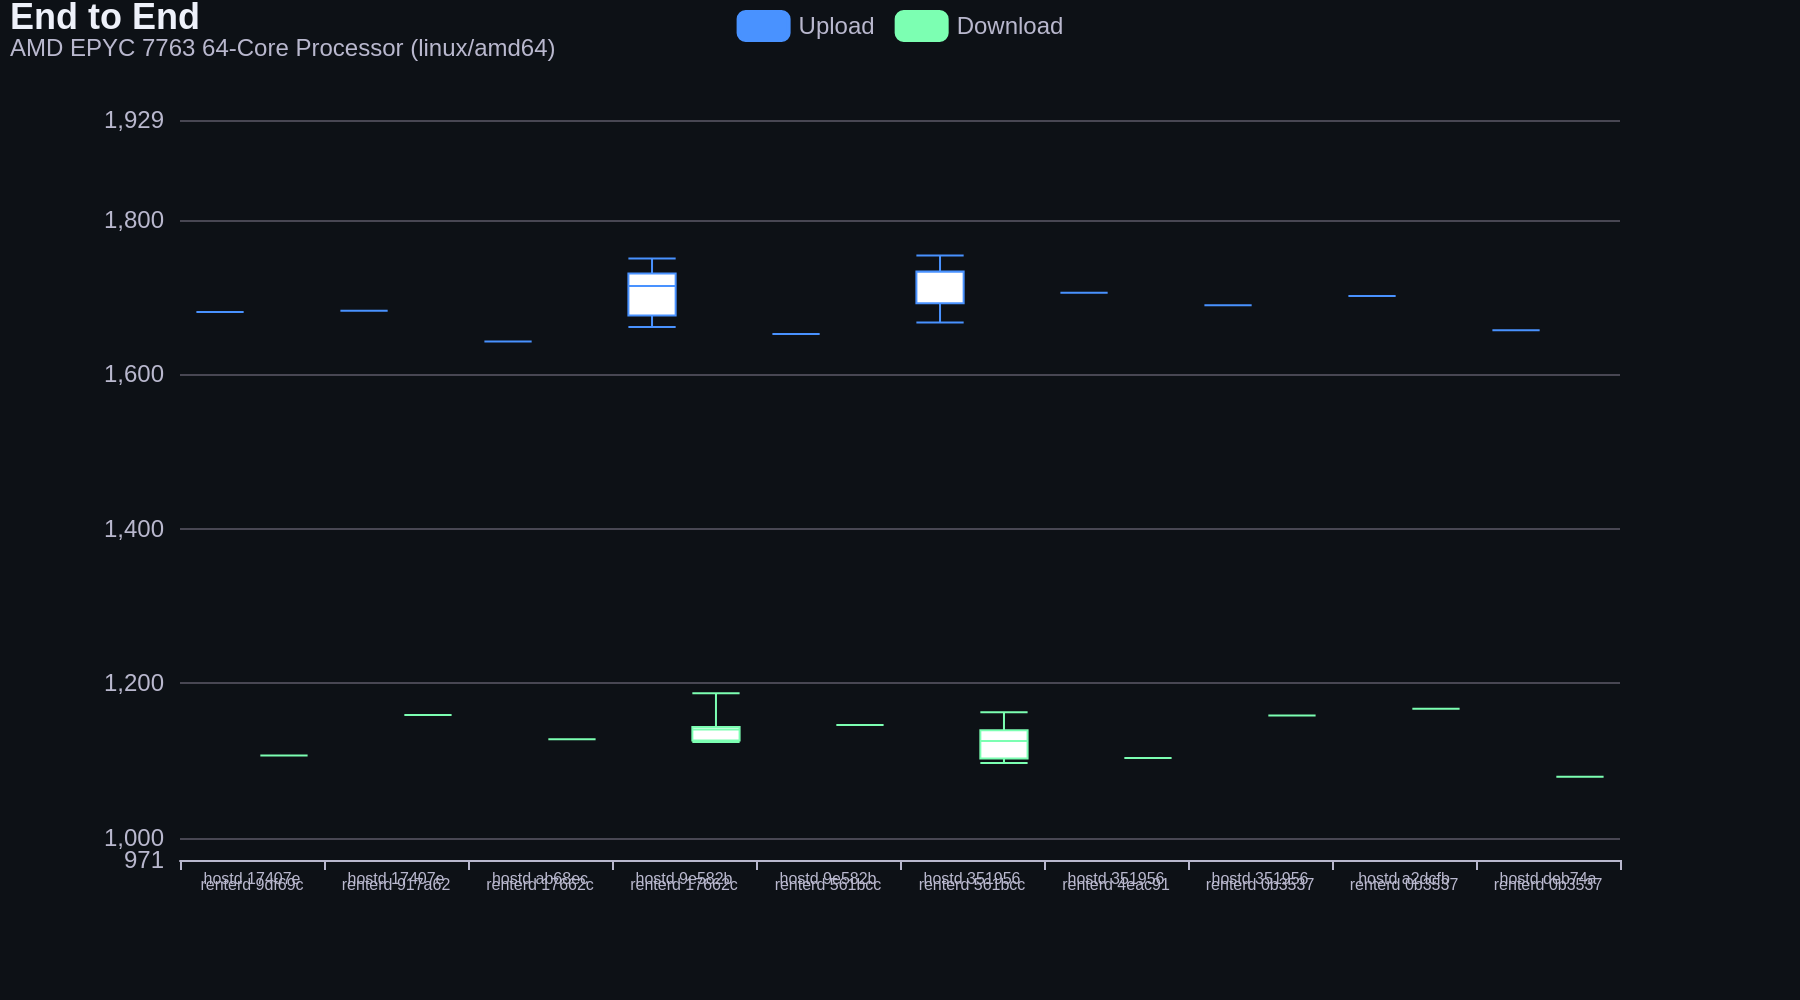 End to End
AMD EPYC 7763 64-Core Processor (linux/amd64)
Upload
Download
1,929
1,800
1,600
1,400
1,200
1,000
971
hostd 17407e
renterd 9df69c
hostd 17407e
renterd 917a62
hostd ab68ec
renterd 17662c
hostd 9e582b
renterd 17662c
hostd 9e582b
renterd 561bcc
hostd 351956
renterd 561bcc
hostd 351956
renterd 4eac91
hostd 351956
renterd 0b3537
hostd a2dcfb
renterd 0b3537
hostd deb74a
renterd 0b3537